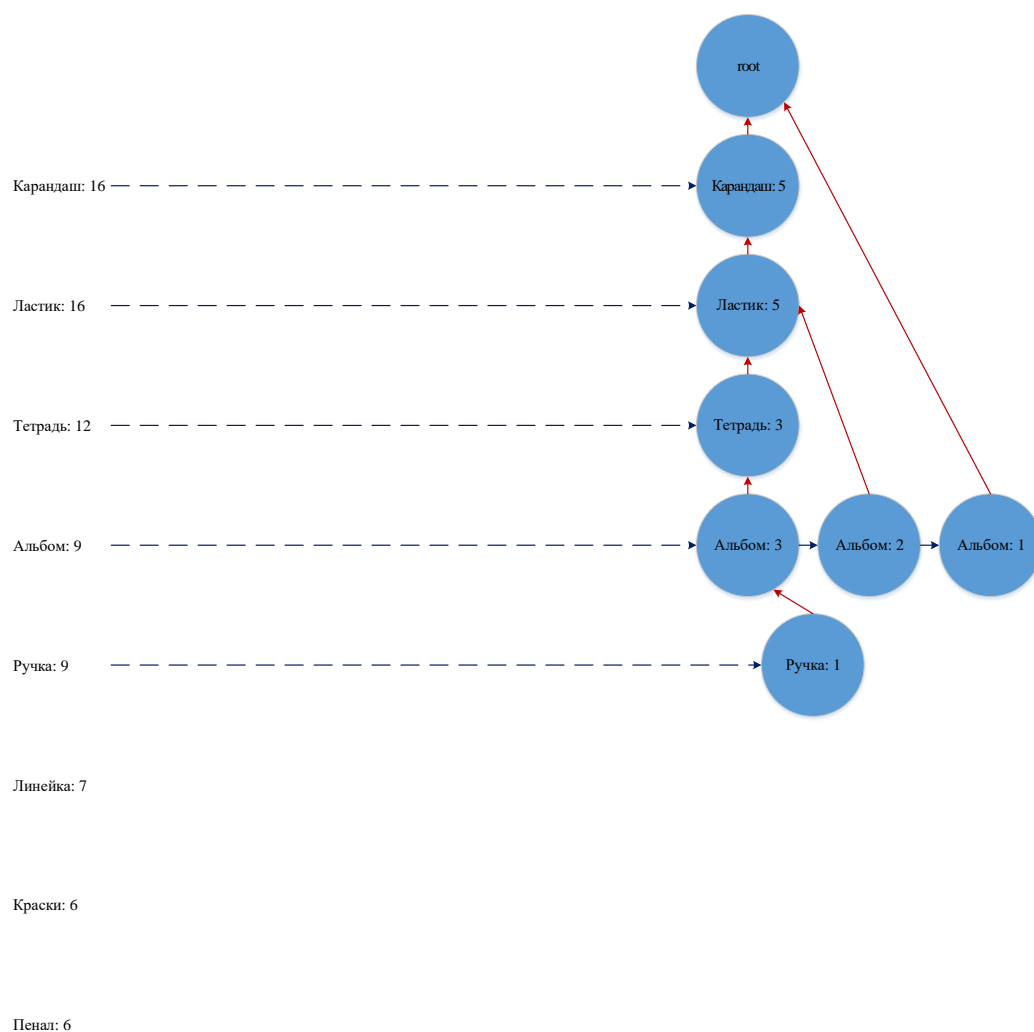 root
Карандаш: 16
Карандаш: 5
Ластик: 16
Ластик: 5
Тетрадь: 12
Тетрадь: 3
Альбом: 9
Альбом: 3
Альбом: 2
Альбом: 1
Ручка: 9
Ручка: 1
Линейка: 7
Краски: 6
Пенал: 6